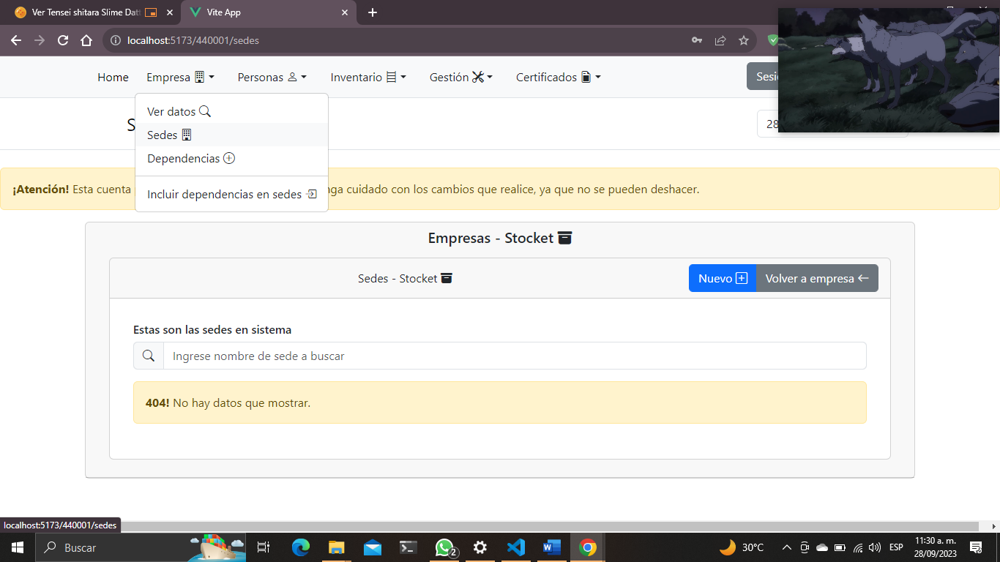 Ver Tensei shitara Slime Datt
Vite App
localhost:5173/440001/sedes
Home
Empresa
Personas
Inventario
Gestión
Certificados
Ver datos
Sedes
Dependencias
Incluir dependencias en sedes
28
¡Atención! Esta cuenta
cuidado con los cambios que realice, ya que no se pueden deshacer.
Empresas - Stocket
Sedes - Stocket
Nuevo
Volver a empresa
Estas son las sedes en sistema
Ingrese nombre de sede a buscar
404! No hay datos que mostrar.
localhost:5173/440001/sedes
Buscar
2
30°C
ESP
11:30 a. m.
28/09/2023